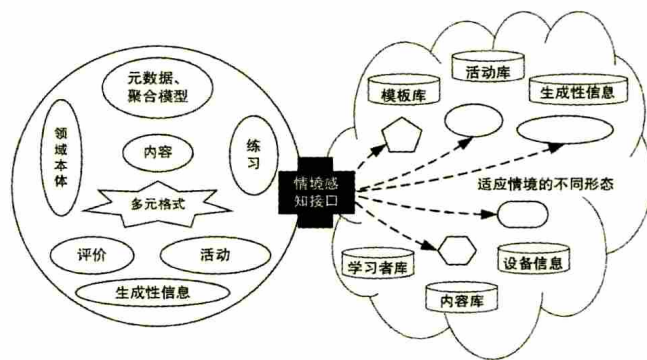 元数据、
聚合模型
领域本体
内容
练习
多元格式
评价
活动
生成性信息
情境感
知接口
模板库
活动库
生成性信息
适应情境的不同形态
学习者库
设备信息
内容库